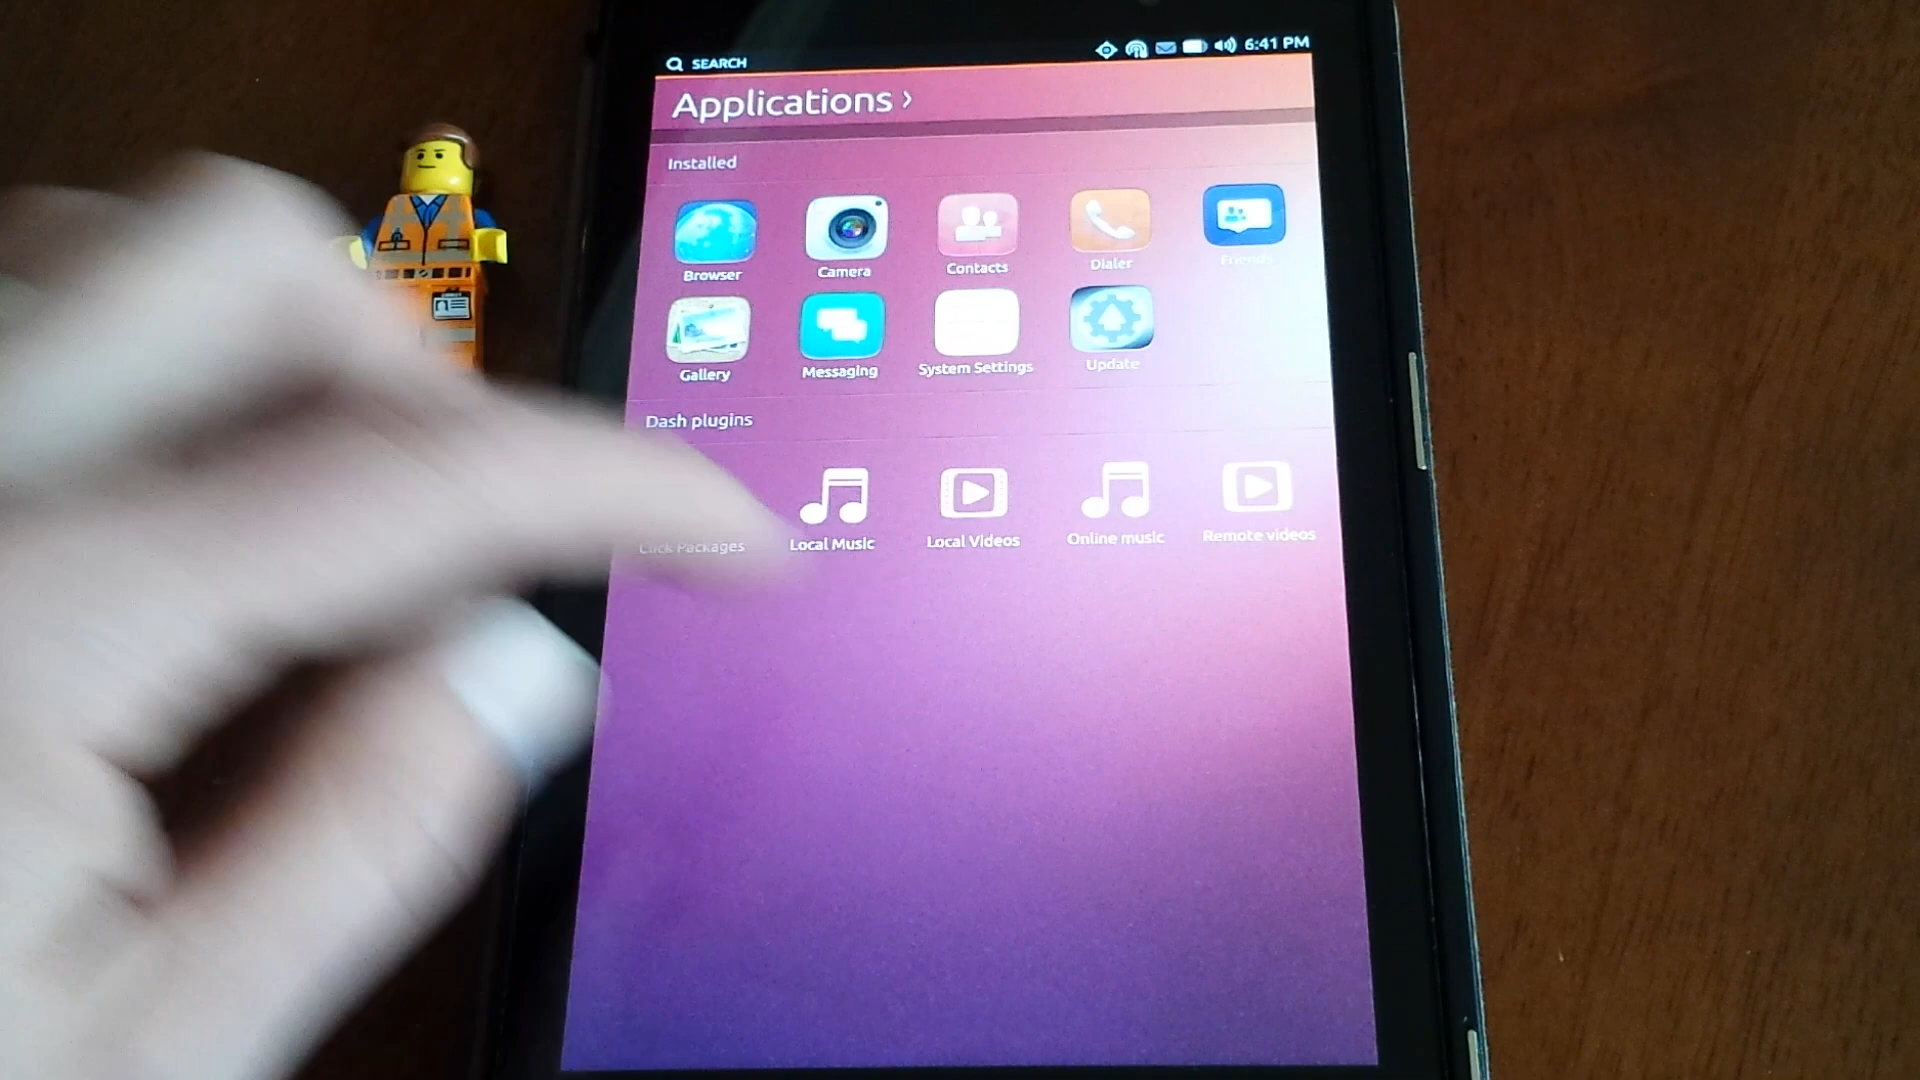 SEARCH 6:41 PM
Applications >
Installed
Browser Camera Contacts Dialer Friends
Gallery Messaging System Settings Update
Dash plugins
Click Packages Local Music Local Videos Online music Remote videos